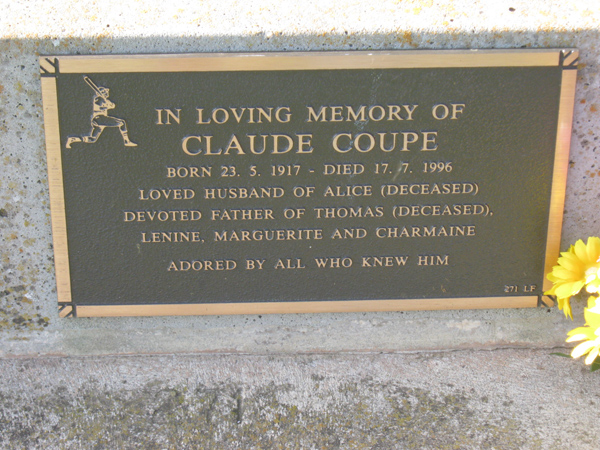 IN LOVING MEMORY OF
CLAUDE COUPE
BORN 23. 5. 1917 - DIED 17. 7. 1996
LOVED HUSBAND OF ALICE (DECEASED)
DEVOTED FATHER OF THOMAS (DECEASED),
LENINE, MARGUERITE AND CHARMAINE
ADORED BY ALL WHO KNEW HIM
271 LF
271